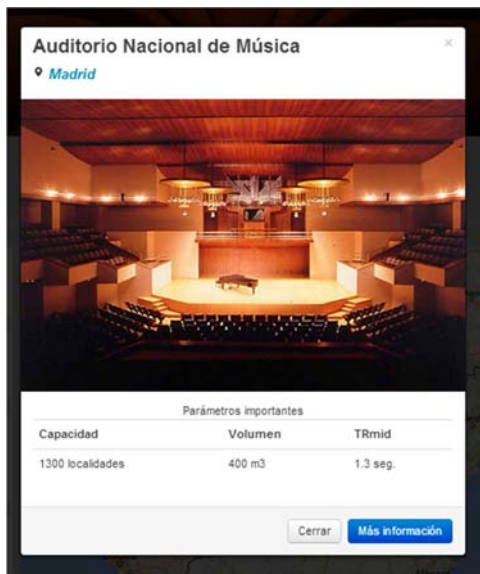 Auditorio Nacional de Música
×
Madrid
Parámetros importantes
Capacidad Volumen TRmid
1300 localidades 400 m3 1.3 seg.
Cerrar Más información